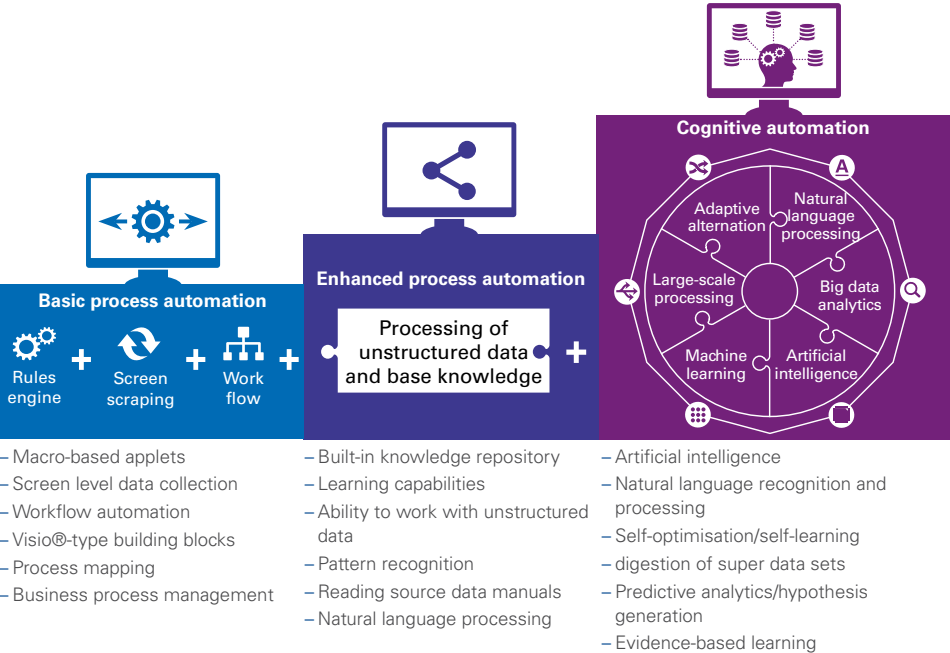 Basic process automation
Rules
engine
+
Screen
scraping
+
Work
flow
+
Enhanced process automation
Processing of
unstructured data
and base knowledge
+
Cognitive automation
A
Adaptive
alternation
Natural
language
processing
Large-scale
processing
Big data
analytics
Machine
learning
Artificial
intelligence
– Macro-based applets
– Screen level data collection
– Workflow automation
– Visio®-type building blocks
– Process mapping
– Business process management
– Built-in knowledge repository
– Learning capabilities
– Ability to work with unstructured
data
– Pattern recognition
– Reading source data manuals
– Natural language processing
– Artificial intelligence
– Natural language recognition and
processing
– Self-optimisation/self-learning
– digestion of super data sets
– Predictive analytics/hypothesis
generation
– Evidence-based learning